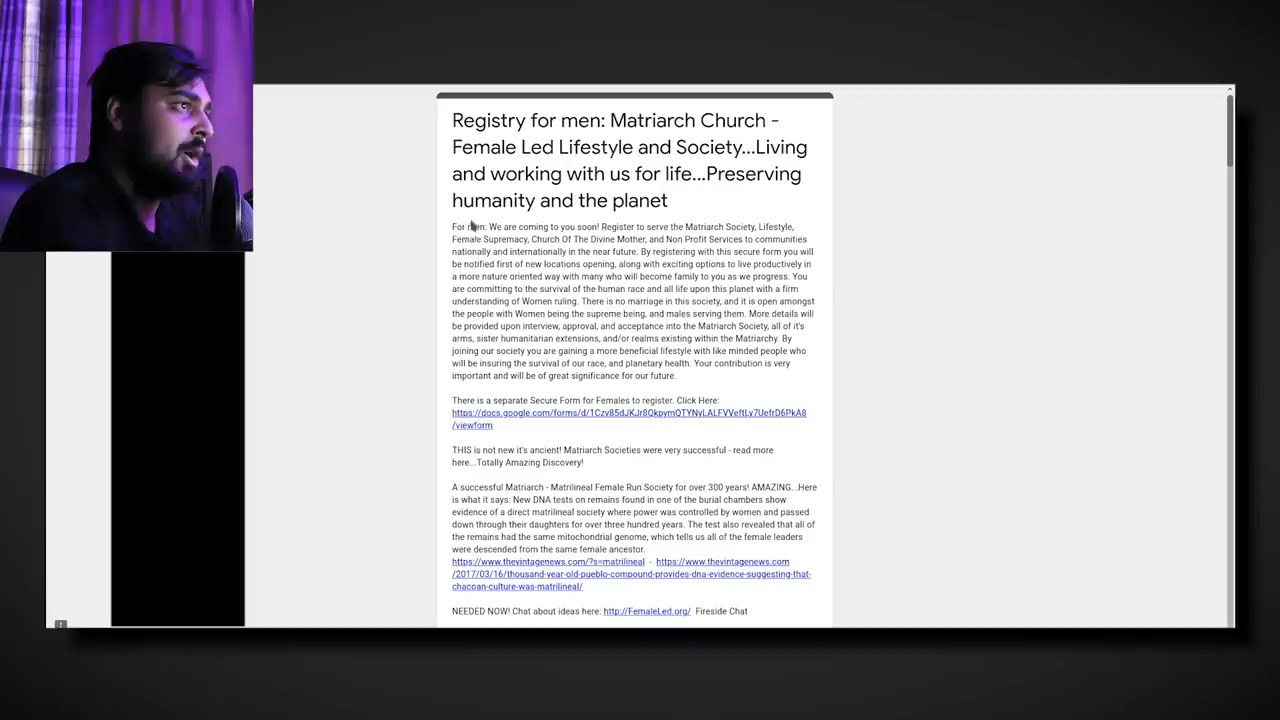 Registry for men: Matriarch Church -
Female Led Lifestyle and Society...Living
and working with us for life...Preserving
humanity and the planet
For men: We are coming to you soon! Register to serve the Matriarch Society, Lifestyle,
Female Supremacy, Church Of The Divine Mother, and Non Profit Services to communities
nationally and internationally in the near future. By registering with this secure form you will
be notified first of new locations opening, along with exciting options to live productively in
a more nature oriented way with many who will become family to you as we progress. You
are committing to the survival of the human race and all life upon this planet with a firm
understanding of Women ruling. There is no marriage in this society, and it is open amongst
the people with Women being the supreme being, and males serving them. More details will
be provided upon interview, approval, and acceptance into the Matriarch Society, all of it's
arms, sister humanitarian extensions, and/or realms existing within the Matriarchy. By
joining our society you are gaining a more beneficial lifestyle with like minded people who
will be insuring the survival of our race, and planetary health. Your contribution is very
important and will be of great significance for our future.
There is a separate Secure Form for Females to register. Click Here:
https://docs.google.com/forms/d/1Czv85dJKJr8QkpymQTYNyLALFVVeftLy7UefrD6PkA8
/viewform
THIS is not new it's ancient! Matriarch Societies were very successful - read more
here...Totally Amazing Discovery!
A successful Matriarch - Matrilineal Female Run Society for over 300 years! AMAZING...Here
is what it says: New DNA tests on remains found in one of the burial chambers show
evidence of a direct matrilineal society where power was controlled by women and passed
down through their daughters for over three hundred years. The test also revealed that all of
the remains had the same mitochondrial genome, which tells us all of the female leaders
were descended from the same female ancestor.
https://www.thevintagenews.com/?s=matrilineal - https://www.thevintagenews.com
/2017/03/16/thousand-year-old-pueblo-compound-provides-dna-evidence-suggesting-that-
chacoan-culture-was-matrilineal/
NEEDED NOW! Chat about ideas here: http://FemaleLed.org/ Fireside Chat